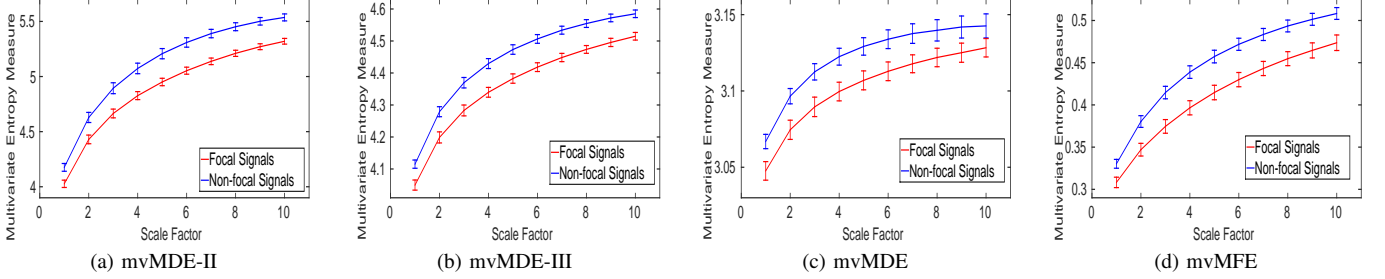 Multivariate Entropy Measure
5.5
5
4.5
4
0 2 4 6 8 10
Scale Factor
Focal Signals
Non-focal Signals
(a) mvMDE-II
Multivariate Entropy Measure
4.6
4.5
4.4
4.3
4.2
4.1
0 2 4 6 8 10
Scale Factor
Focal Signals
Non-focal Signals
(b) mvMDE-III
Multivariate Entropy Measure
3.15
3.1
3.05
0 2 4 6 8 10
Scale Factor
Focal Signals
Non-focal Signals
(c) mvMDE
Multivariate Entropy Measure
0.5
0.45
0.4
0.35
0.3
0 2 4 6 8 10
Scale Factor
Focal Signals
Non-focal Signals
(d) mvMFE